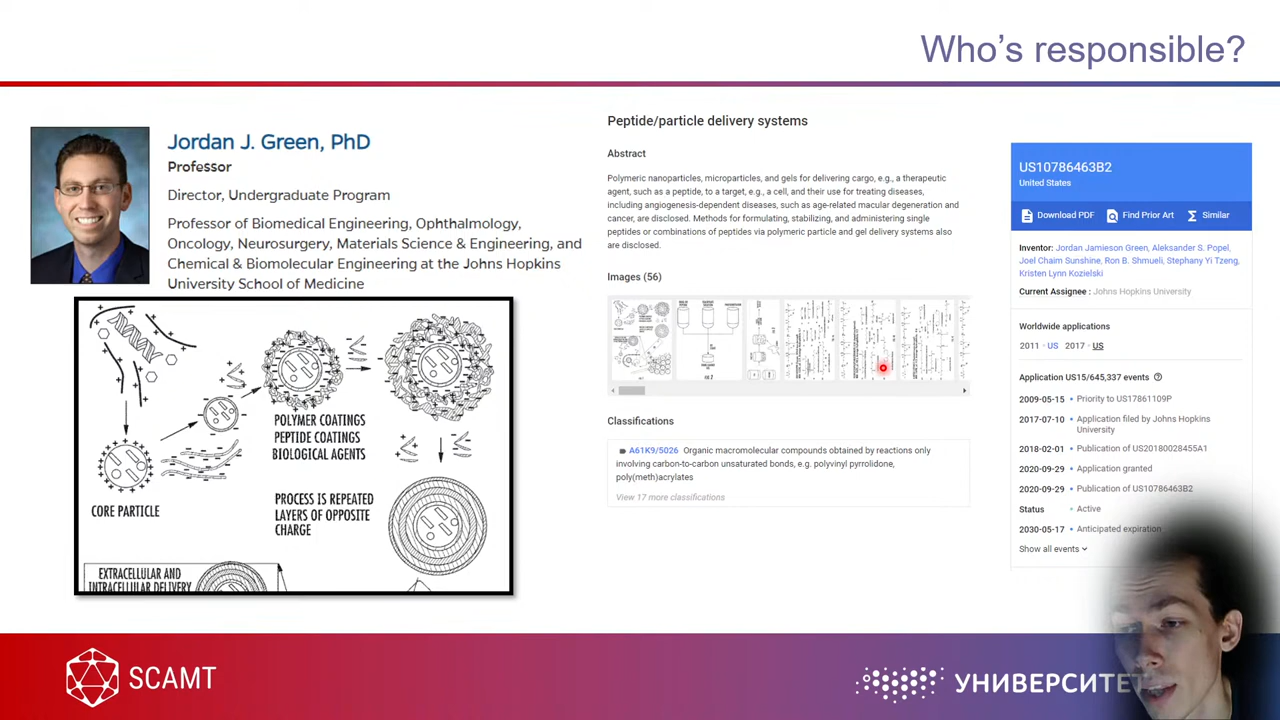 Who's responsible?
Jordan J. Green, PhD
Professor
Director, Undergraduate Program
Professor of Biomedical Engineering, Ophthalmology,
Oncology, Neurosurgery, Materials Science & Engineering, and
Chemical & Biomolecular Engineering at the Johns Hopkins
University School of Medicine
POLYMER COATINGS
PEPTIDE COATINGS
BIOLOGICAL AGENTS
CORE PARTICLE
PROCESS IS REPEATED
LAYERS OF OPPOSITE
CHARGE
EXTRACELLULAR AND
INTRACELLULAR DELIVERY
Peptide/particle delivery systems
Abstract
Polymeric nanoparticles, microparticles, and gels for delivering cargo, e.g., a therapeutic
agent, such as a peptide, to a target, e.g., a cell, and their use for treating diseases,
including angiogenesis-dependent diseases, such as age-related macular degeneration and
cancer, are disclosed. Methods for formulating, stabilizing, and administering single
peptides or combinations of peptides via polymeric particle and gel delivery systems also
are disclosed.
Images (56)
Classifications
A61K9/5026 Organic macromolecular compounds obtained by reactions only
involving carbon-to-carbon unsaturated bonds, e.g. polyvinyl pyrrolidone,
poly(meth)acrylates
View 17 more classifications
US10786463B2
United States
Download PDF Find Prior Art Similar
Inventor: Jordan Jamieson Green, Aleksander S. Popel,
Joel Chaim Sunshine, Ron B. Shmueli, Stephany Yi Tzeng,
Kristen Lynn Kozielski
Current Assignee : Johns Hopkins University
Worldwide applications
2011 • US 2017 • US
Application US15/645,337 events
2009-05-15 • Priority to US17861109P
2017-07-10 • Application filed by Johns Hopkins
University
2018-02-01 • Publication of US20180028455A1
2020-09-29 • Application granted
2020-09-29 • Publication of US10786463B2
Status • Active
2030-05-17 • Anticipated expiration
Show all events
SCAMT
УНИВЕРСИТЕТ